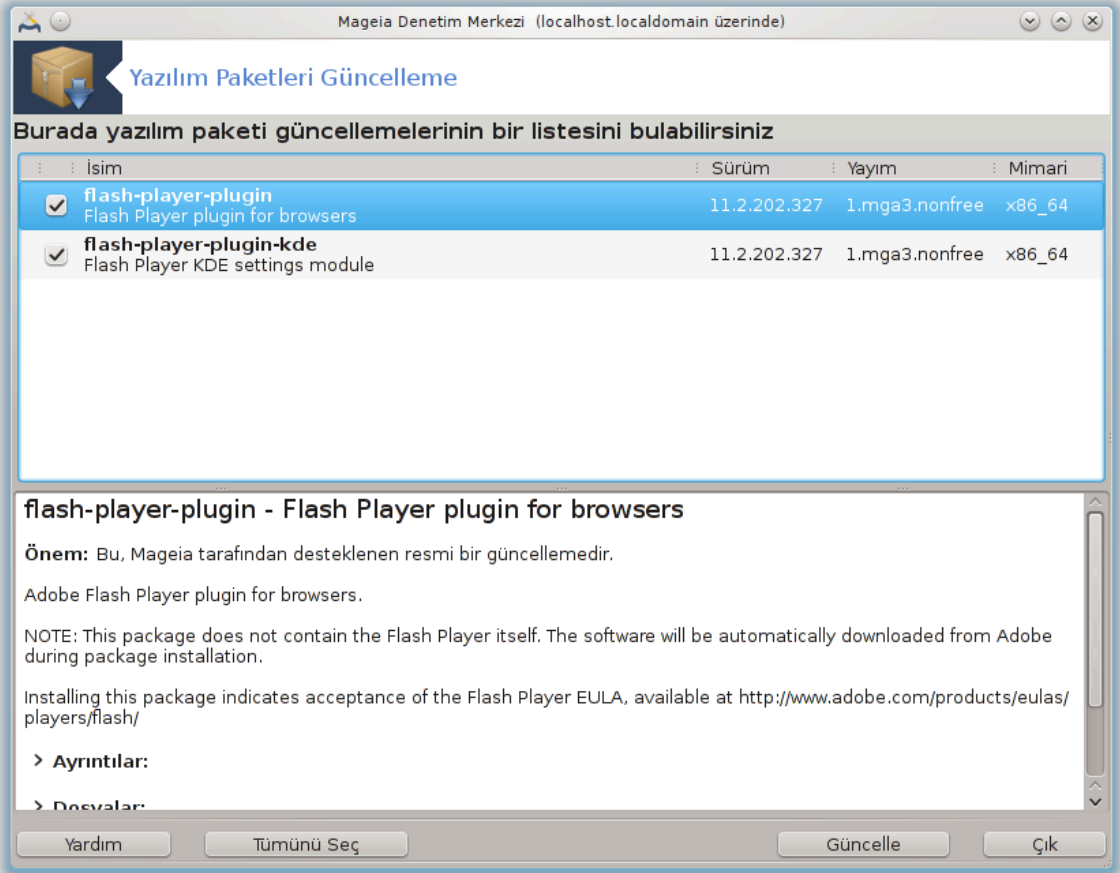 Mageia Denetim Merkezi (localhost.localdomain üzerinde)
Yazılım Paketleri Güncelleme
Burada yazılım paketi güncellemelerinin bir listesini bulabilirsiniz
İsim Sürüm Yayım Mimari
flash-player-plugin
Flash Player plugin for browsers 11.2.202.327 1.mga3.nonfree x86_64
flash-player-plugin-kde
Flash Player KDE settings module 11.2.202.327 1.mga3.nonfree x86_64
flash-player-plugin - Flash Player plugin for browsers
Önem: Bu, Mageia tarafından desteklenen resmi bir güncellemedir.
Adobe Flash Player plugin for browsers.
NOTE: This package does not contain the Flash Player itself. The software will be automatically downloaded from Adobe
during package installation.
Installing this package indicates acceptance of the Flash Player EULA, available at http://www.adobe.com/products/eulas/
players/flash/
Ayrıntılar:
Dosyalar:
Yardım Tümünü Seç Güncelle Çık